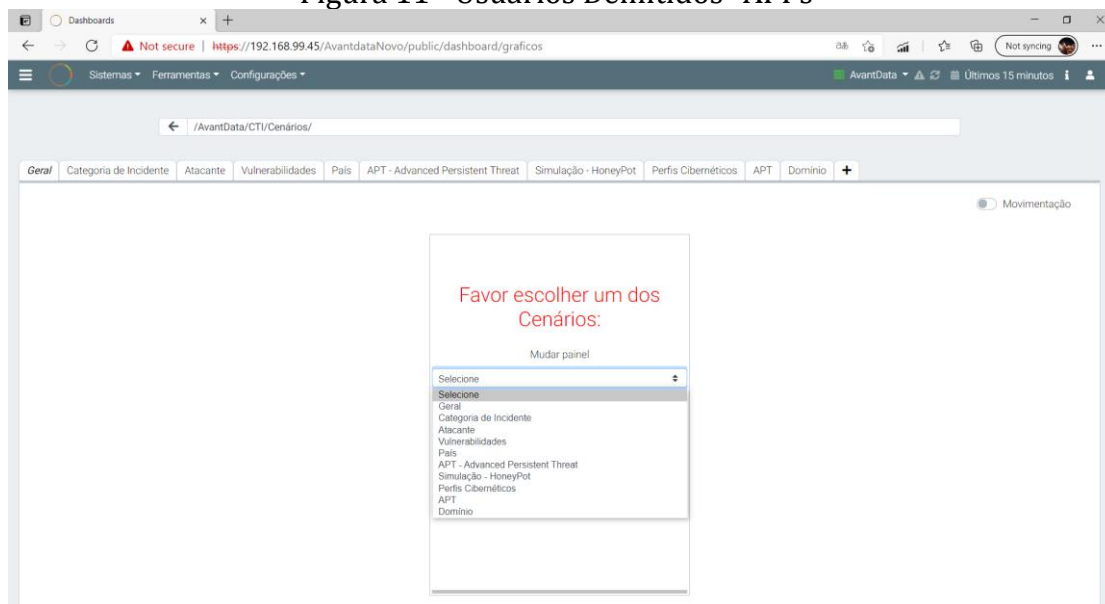 Figura 11 - Usuários Definitidos- APPs
Dashboards
Not secure | https://192.168.99.45/AvantdataNovo/public/dashboard/graficos
Not syncing
Sistemas Ferramentas Configurações
AvantData Últimos 15 minutos
/AvantData/CTI/Cenários/
Geral Categoria de Incidente Atacante Vulnerabilidades País APT - Advanced Persistent Threat Simulação - HoneyPot Perfis Cibernéticos APT Domínio +
Movimentação
Favor escolher um dos
Cenários:
Mudar painel
Selecione
Selecione
Geral
Categoria de Incidente
Atacante
Vulnerabilidades
País
APT - Advanced Persistent Threat
Simulação - HoneyPot
Perfis Cibernéticos
APT
Domínio